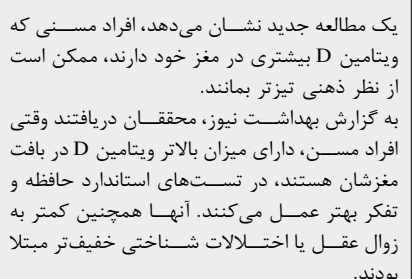 یک مطالعه جدید نشان می‌دهد، افراد مسنی که
ویتامین D بیشتری در مغز خود دارند، ممکن است
از نظر ذهنی تیزتر بمانند.
به گزارش بهداشت نیوز، محققان دریافتند وقتی
افراد مسن، دارای میزان بالاتر ویتامین D در بافت
مغزشان هستند، در تست‌های استاندارد حافظه و
تفکر بهتر عمل می‌کنند. آنها همچنین کمتر به
زوال عقل یا اختلالات شناختی خفیف‌تر مبتلا
بودند.